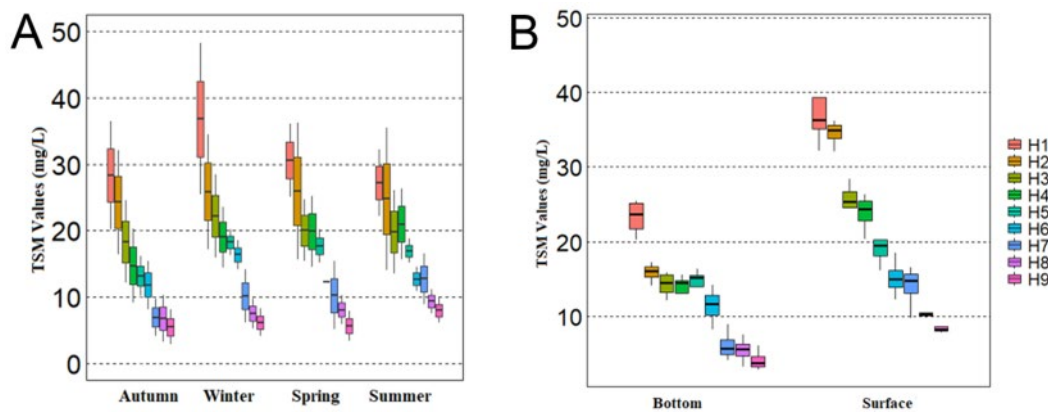 A
TSM Values (mg/L)
50
40
30
20
10
0
Autumn Winter Spring Summer
B
TSM Values (mg/L)
50
40
30
20
10
Bottom Surface
H1
H2
H3
H4
H5
H6
H7
H8
H9